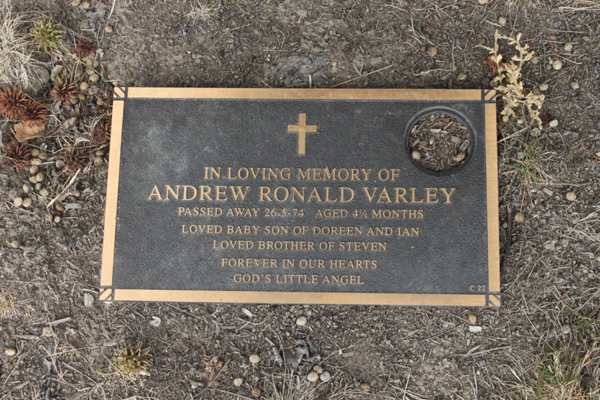 IN LOVING MEMORY OF
ANDREW RONALD VARLEY
PASSED AWAY 26-5-74 AGED 4½ MONTHS
LOVED BABY SON OF DOREEN AND IAN
LOVED BROTHER OF STEVEN
FOREVER IN OUR HEARTS
GOD'S LITTLE ANGEL
C 22